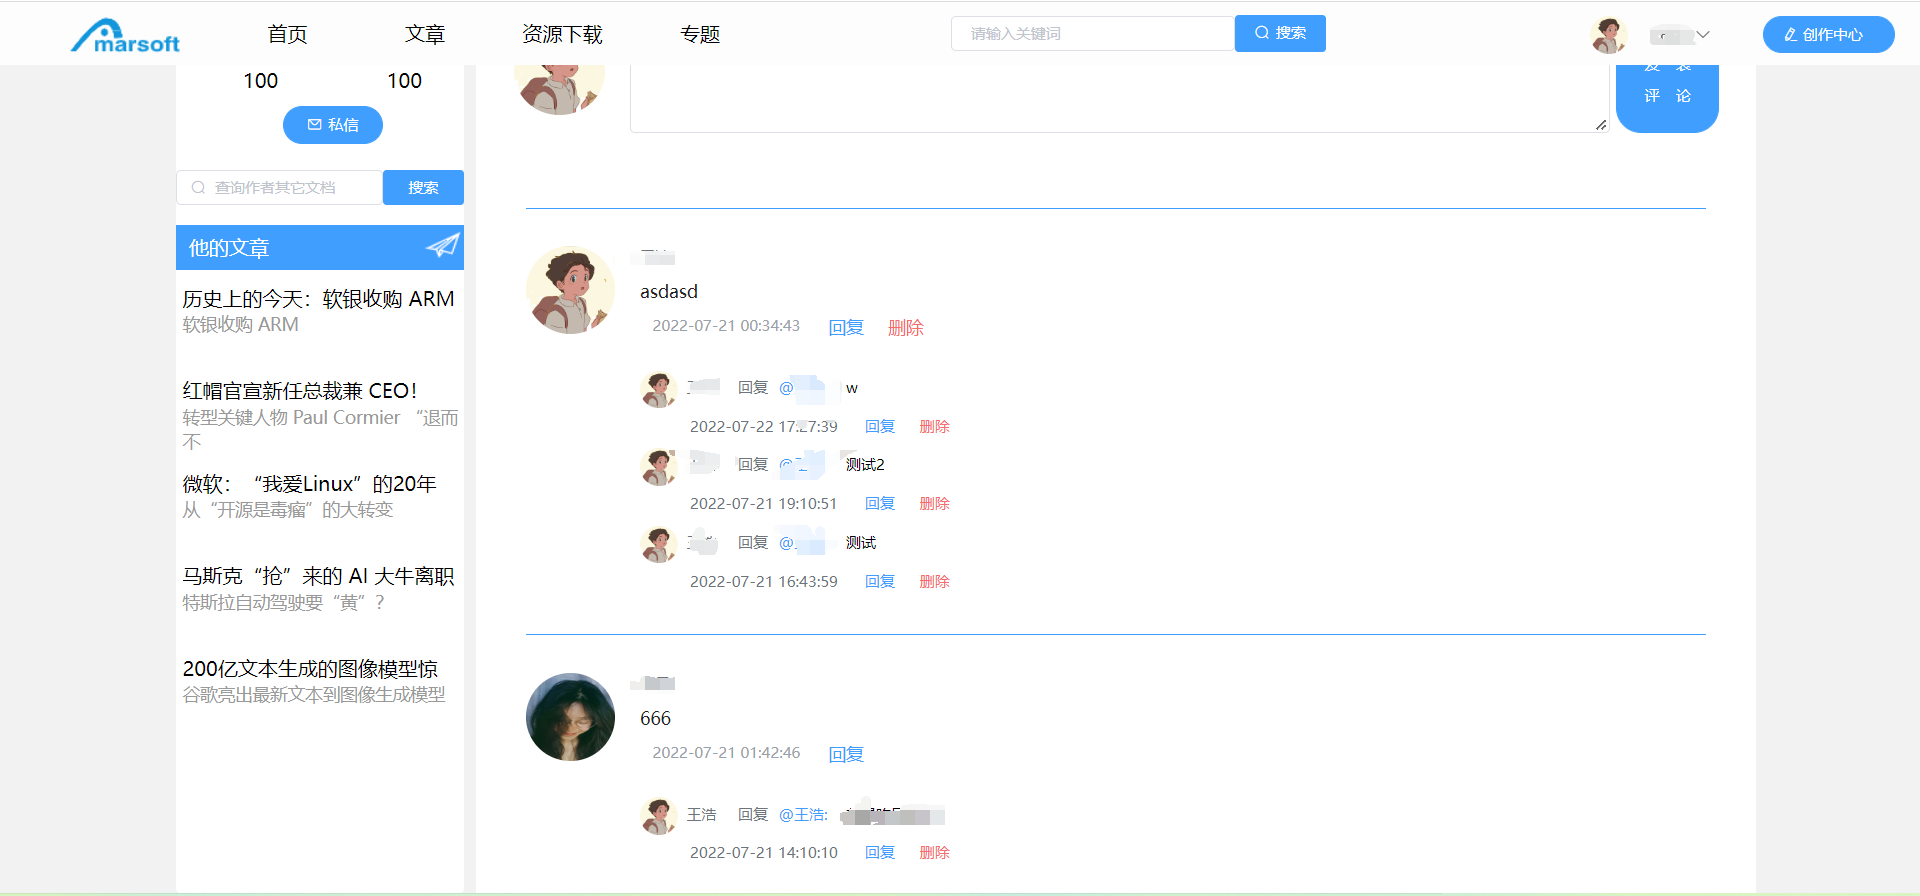 marsoft 首页 文章 资源下载 专题 请输入关键词 搜索 创作中心
100 100
评 论
私信
查询作者其它文档 搜索
他的文章
历史上的今天：软银收购 ARM
软银收购 ARM
红帽官宣新任总裁兼 CEO！
转型关键人物 Paul Cormier “退而
不
微软：“我爱Linux”的20年
从“开源是毒瘤”的大转变
马斯克“抢”来的 AI 大牛离职
特斯拉自动驾驶要“黄”？
200亿文本生成的图像模型惊
谷歌亮出最新文本到图像生成模型
asdasd
2022-07-21 00:34:43 回复 删除
回复 @ w
2022-07-22 17:27:39 回复 删除
回复 @ 测试2
2022-07-21 19:10:51 回复 删除
回复 @ 测试
2022-07-21 16:43:59 回复 删除
666
2022-07-21 01:42:46 回复
王浩 回复 @王浩:
2022-07-21 14:10:10 回复 删除